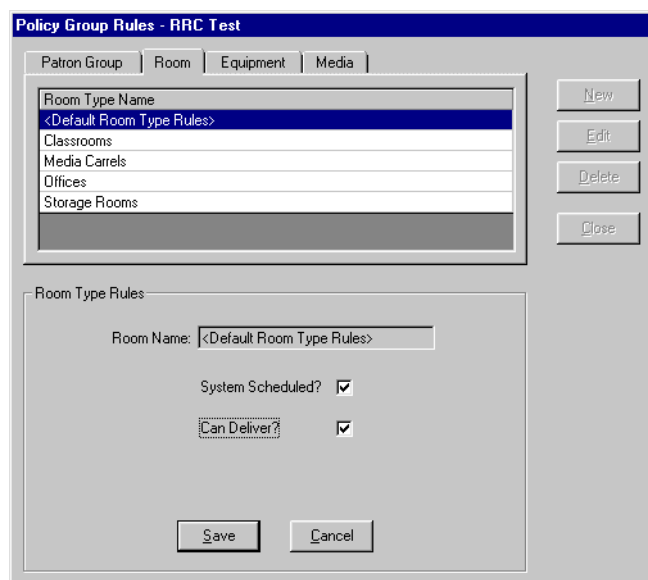 Policy Group Rules - RRC Test
Patron Group Room Equipment Media
Room Type Name
<Default Room Type Rules>
Classrooms
Media Carrels
Offices
Storage Rooms
New
Edit
Delete
Close
Room Type Rules
Room Name: <Default Room Type Rules>
System Scheduled?
Can Deliver?
Save Cancel